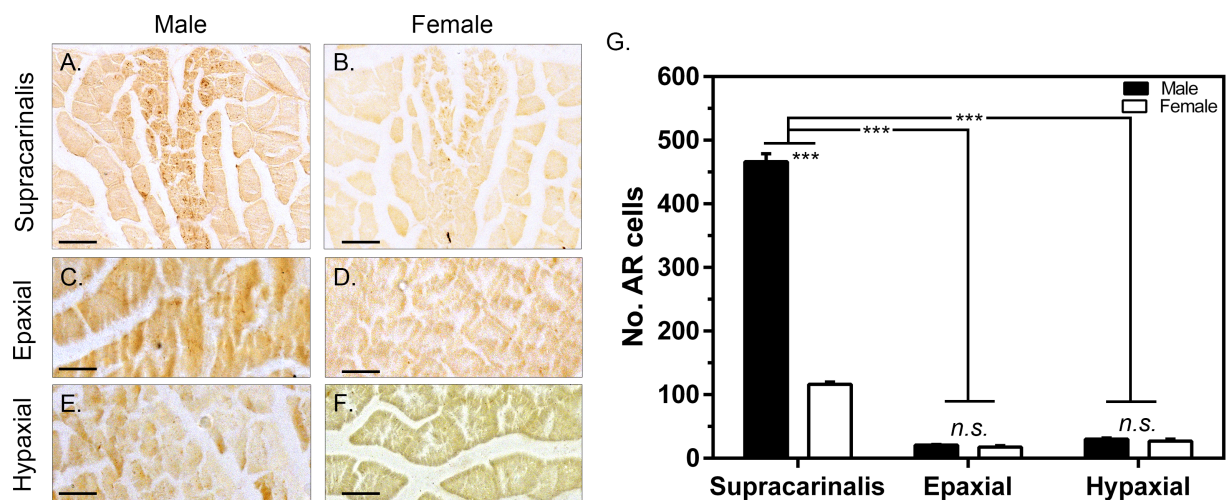 Male
Female
Supracarinalis
A.
B.
Epaxial
C.
D.
Hypaxial
E.
F.
G.
No. AR cells
600
500
400
300
200
100
0
Male
Female
***
***
***
n.s.
n.s.
Supracarinalis
Epaxial
Hypaxial